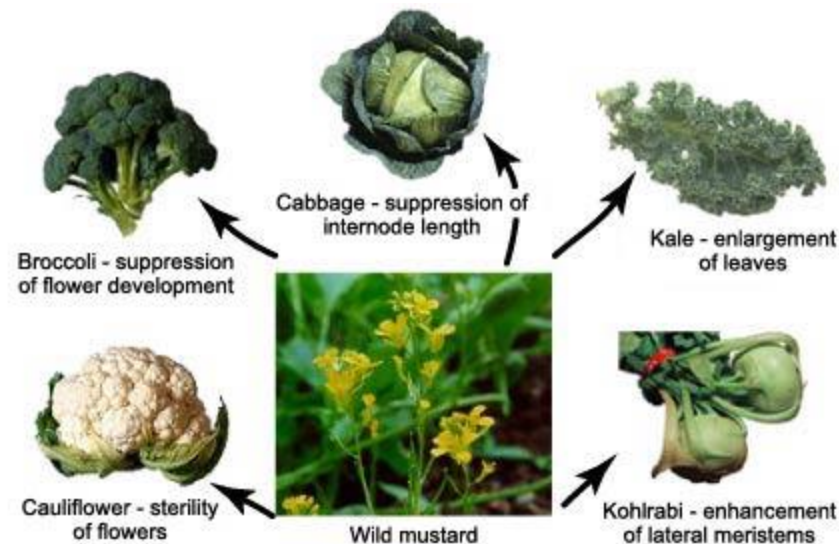 Cabbage - suppression of
internode length
Kale - enlargement
of leaves
Broccoli - suppression
of flower development
Cauliflower - sterility
of flowers
Wild mustard
Kohlrabi - enhancement
of lateral meristems